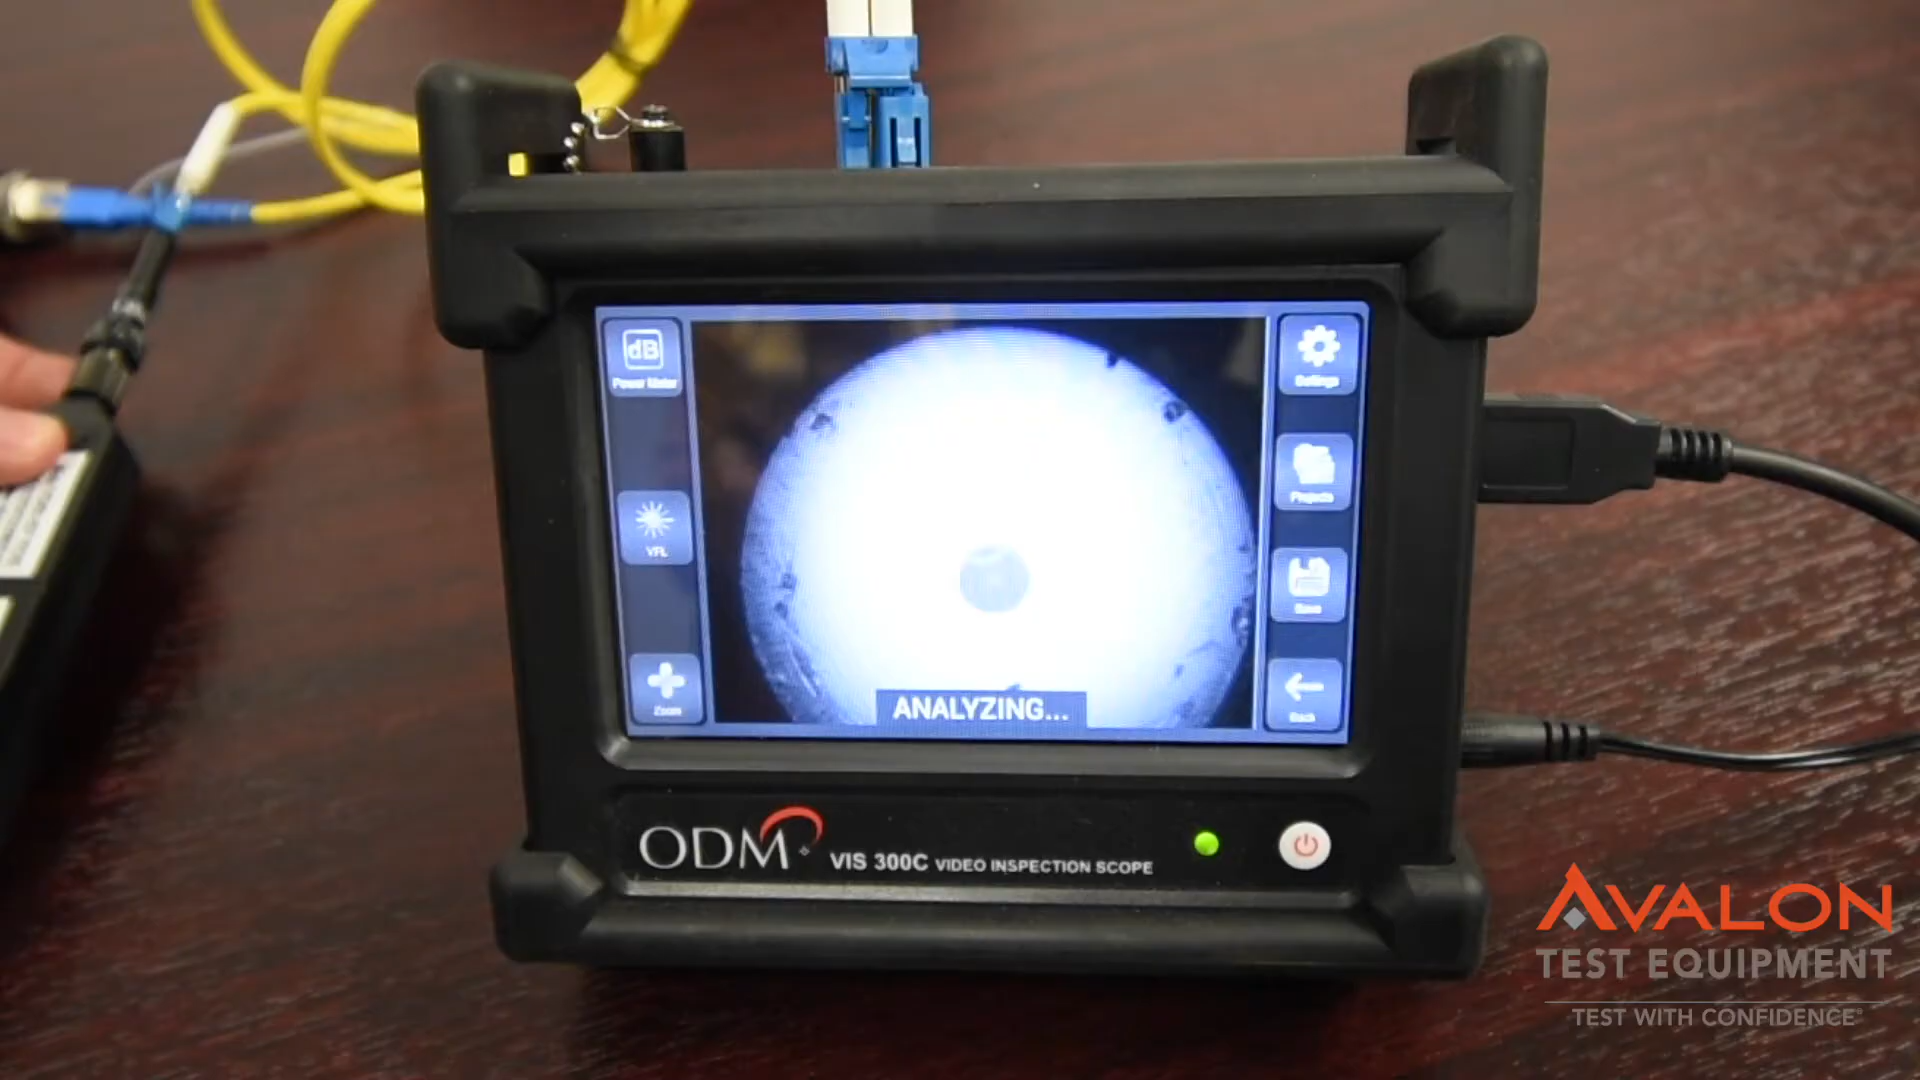 dB
Power Meter
Settings
Projects
VFL
Save
Zoom
Back
ANALYZING...
ODM
VIS 300C VIDEO INSPECTION SCOPE
AVALON
TEST EQUIPMENT
TEST WITH CONFIDENCE